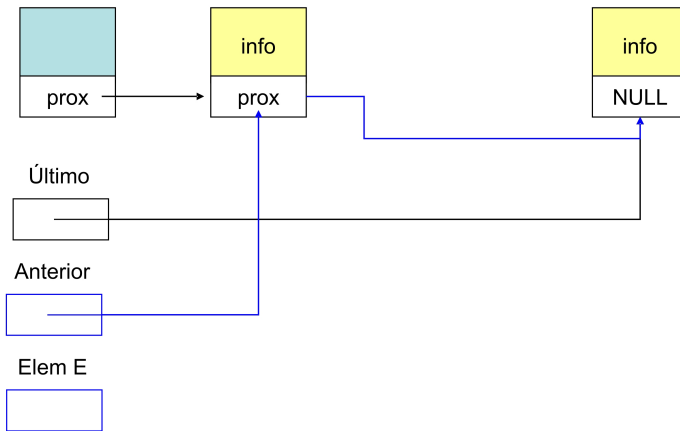 info
info
prox
prox
NULL
Último
Anterior
Elem E